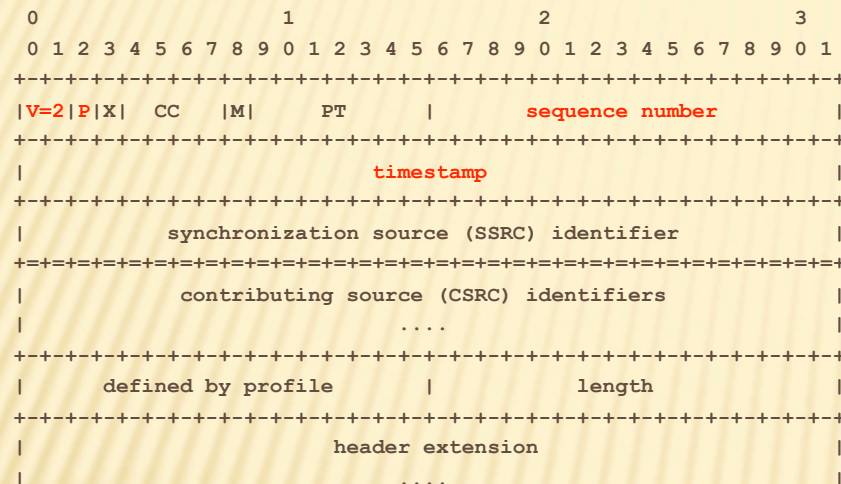 0                   1                   2                   3
 0 1 2 3 4 5 6 7 8 9 0 1 2 3 4 5 6 7 8 9 0 1 2 3 4 5 6 7 8 9 0 1
+-+-+-+-+-+-+-+-+-+-+-+-+-+-+-+-+-+-+-+-+-+-+-+-+-+-+-+-+-+-+-+-+
|V=2|P|X|  CC   |M|     PT      |       sequence number         |
+-+-+-+-+-+-+-+-+-+-+-+-+-+-+-+-+-+-+-+-+-+-+-+-+-+-+-+-+-+-+-+-+
|                           timestamp                           |
+-+-+-+-+-+-+-+-+-+-+-+-+-+-+-+-+-+-+-+-+-+-+-+-+-+-+-+-+-+-+-+-+
|           synchronization source (SSRC) identifier            |
+=+=+=+=+=+=+=+=+=+=+=+=+=+=+=+=+=+=+=+=+=+=+=+=+=+=+=+=+=+=+=+=+
|            contributing source (CSRC) identifiers             |
|                             ....                              |
+-+-+-+-+-+-+-+-+-+-+-+-+-+-+-+-+-+-+-+-+-+-+-+-+-+-+-+-+-+-+-+-+
|      defined by profile       |           length              |
+-+-+-+-+-+-+-+-+-+-+-+-+-+-+-+-+-+-+-+-+-+-+-+-+-+-+-+-+-+-+-+-+
|                        header extension                       |
|                             ....                              |